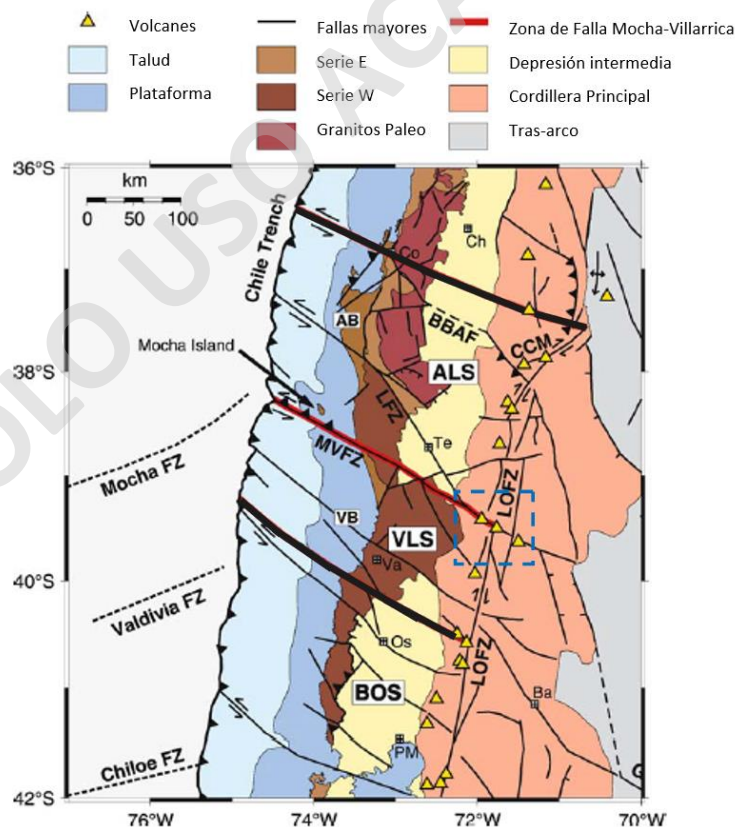 Volcanes
Fallas mayores
Zona de Falla Mocha-Villarrica
Talud
Serie E
Depresión intermedia
Plataforma
Serie W
Cordillera Principal
Granitos Paleo
Tras-arco
SOLO USO ACA
36°S
km
0 50 100
Chile Trench
Ch
Co
AB
BBAF
CCM
Mocha Island
38°S
ALS
LFZ
Te
MVFZ
Mocha FZ
LOFZ
VB
VLS
Va
40°S
Valdivia FZ
Os
LOFZ
BOS
Ba
PM
Chiloe FZ
G
42°S
76°W 74°W 72°W 70°W